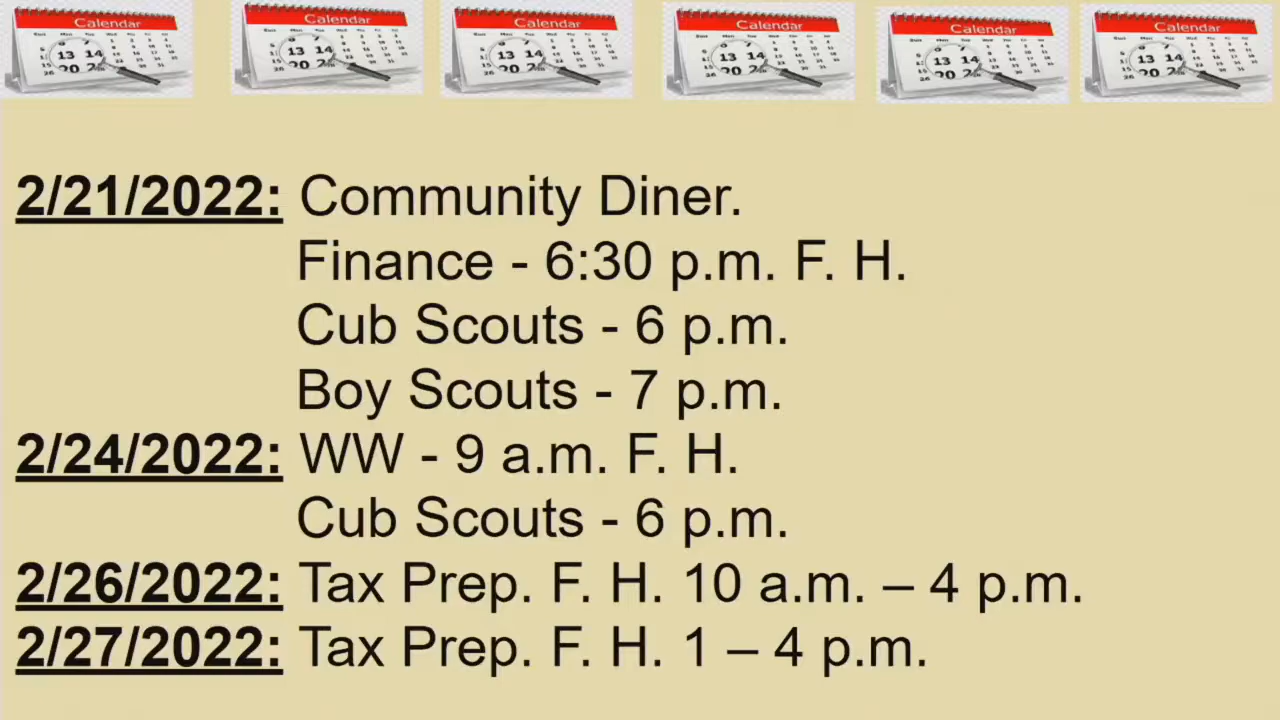 Calendar Calendar Calendar Calendar Calendar Calendar
2/21/2022: Community Diner.
Finance - 6:30 p.m. F. H.
Cub Scouts - 6 p.m.
Boy Scouts - 7 p.m.
2/24/2022: WW - 9 a.m. F. H.
Cub Scouts - 6 p.m.
2/26/2022: Tax Prep. F. H. 10 a.m. – 4 p.m.
2/27/2022: Tax Prep. F. H. 1 – 4 p.m.